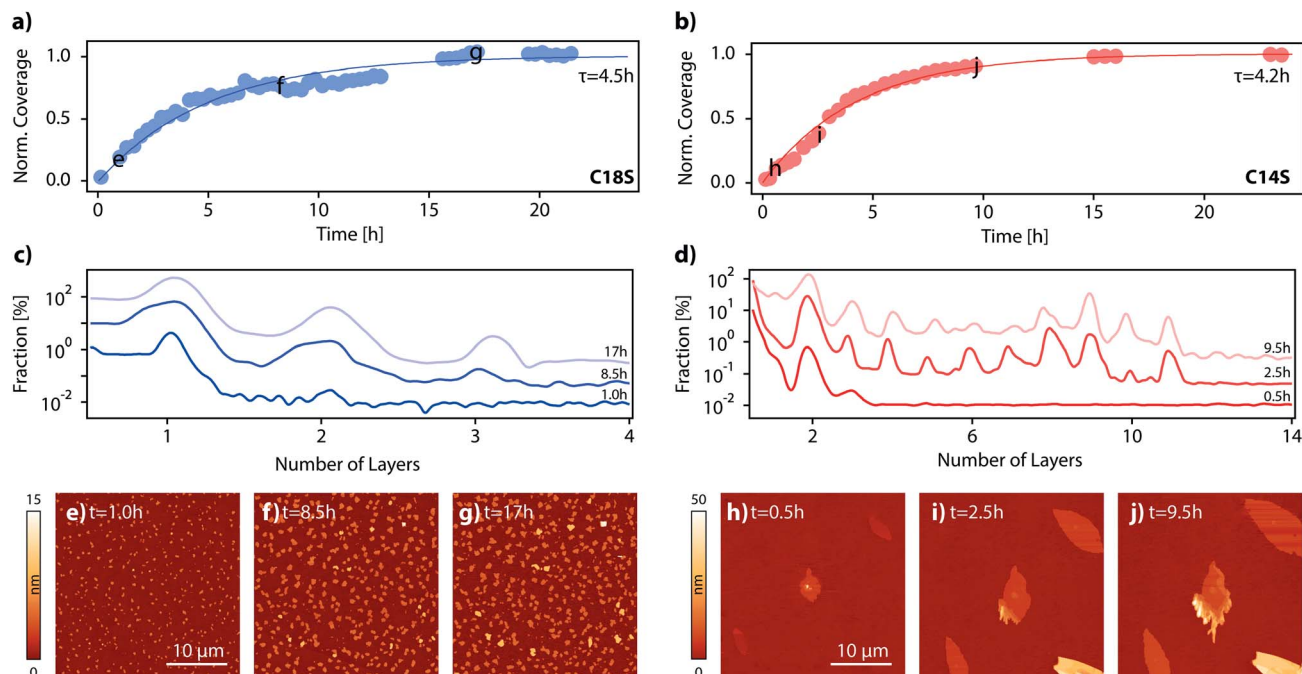 a)
Norm. Coverage
1.0
0.5
0.0
e
f
g
τ=4.5h
C18S
0 5 10 15 20
Time [h]
b)
Norm. Coverage
1.0
0.5
0.0
h
i
j
τ=4.2h
C14S
0 5 10 15 20
Time [h]
c)
Fraction [%]
10²
10⁰
10⁻²
17h
8.5h
1.0h
1 2 3 4
Number of Layers
d)
Fraction [%]
10²
10¹
10⁰
10⁻¹
10⁻²
9.5h
2.5h
0.5h
2 6 10 14
Number of Layers
15
nm
0
e) t=1.0h
10 µm
f) t=8.5h
g) t=17h
50
nm
0
h) t=0.5h
10 µm
i) t=2.5h
j) t=9.5h